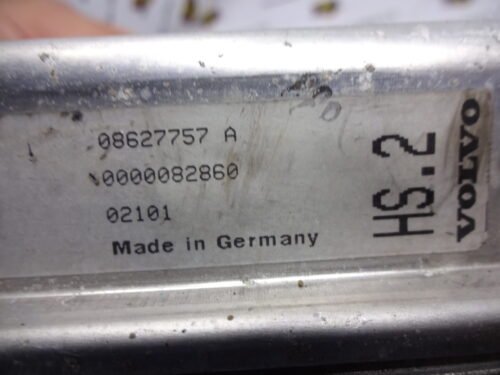 08627757 A
0000082860
02101
Made in Germany
HS.2
VOLVO